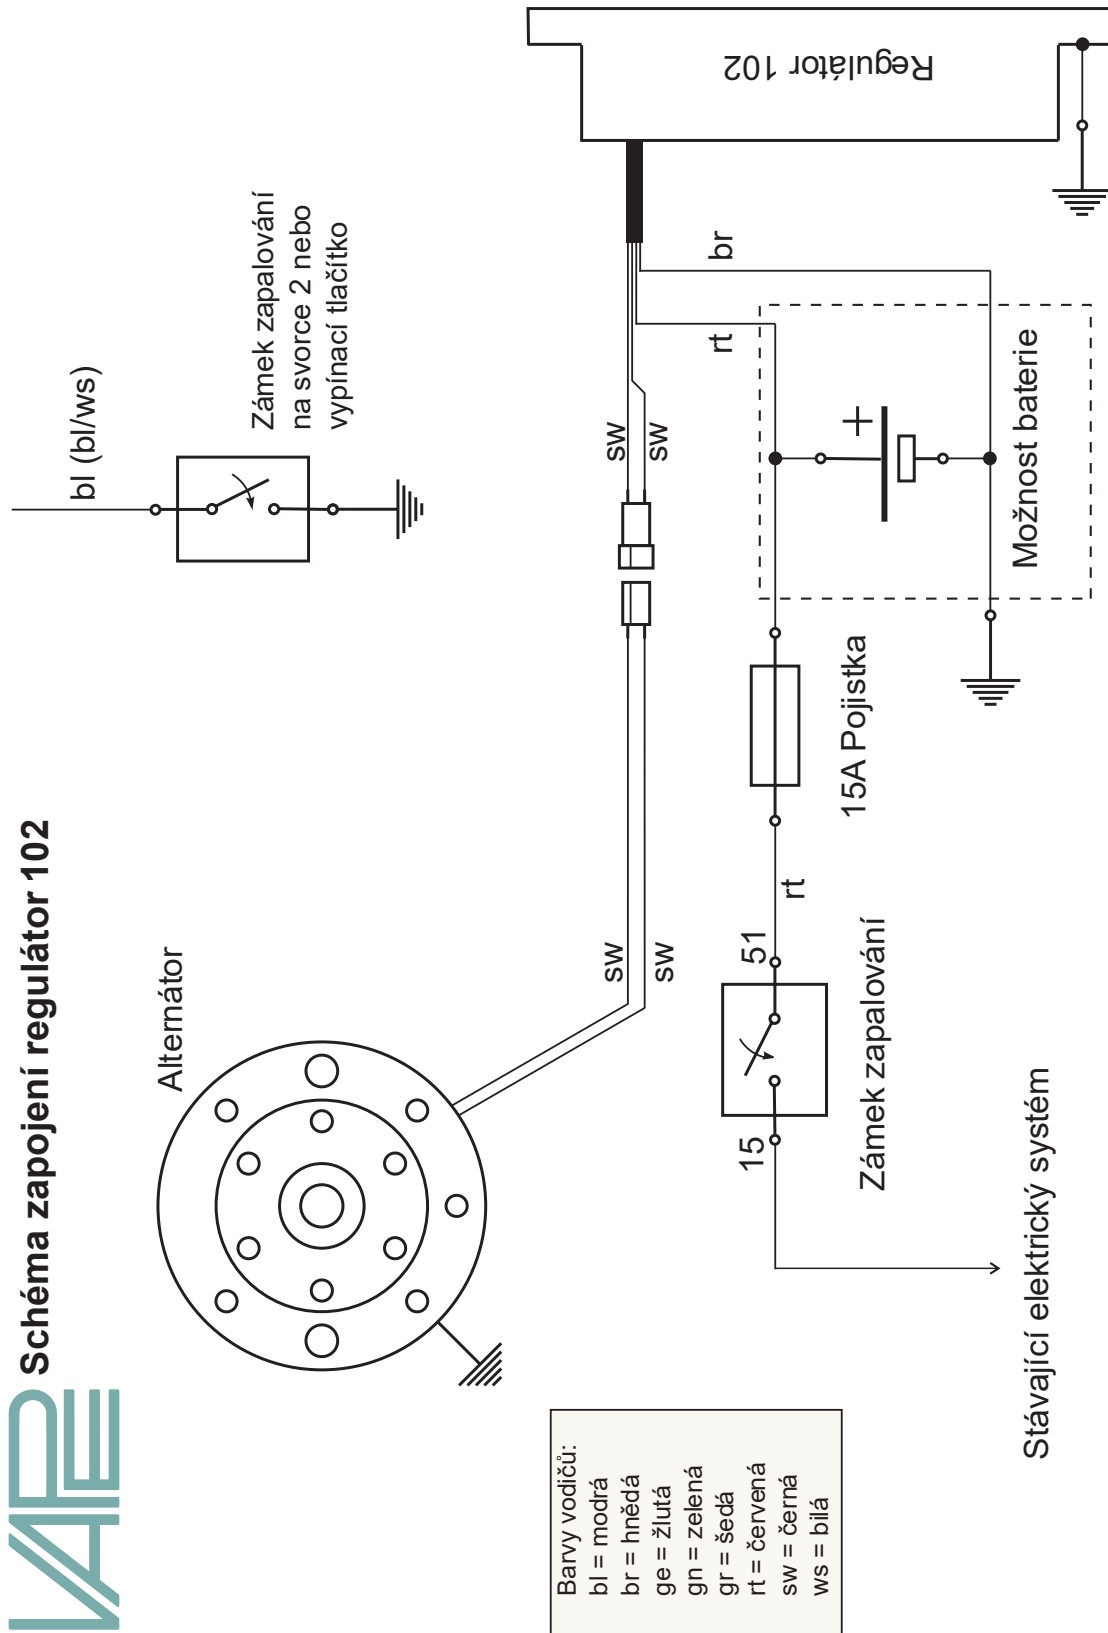 VAPE
Schéma zapojení regulátor 102
Alternátor
bl (bl/ws)
Zámek zapalování
na svorce 2 nebo
vypínací tlačítko
Regulátor 102
sw
sw
sw
sw
rt
br
Možnost baterie
+
15A Pojistka
rt
51
15
Zámek zapalování
Stávající elektrický systém
Barvy vodičů:
bl = modrá
br = hnědá
ge = žlutá
gn = zelená
gr = šedá
rt = červená
sw = černá
ws = bílá